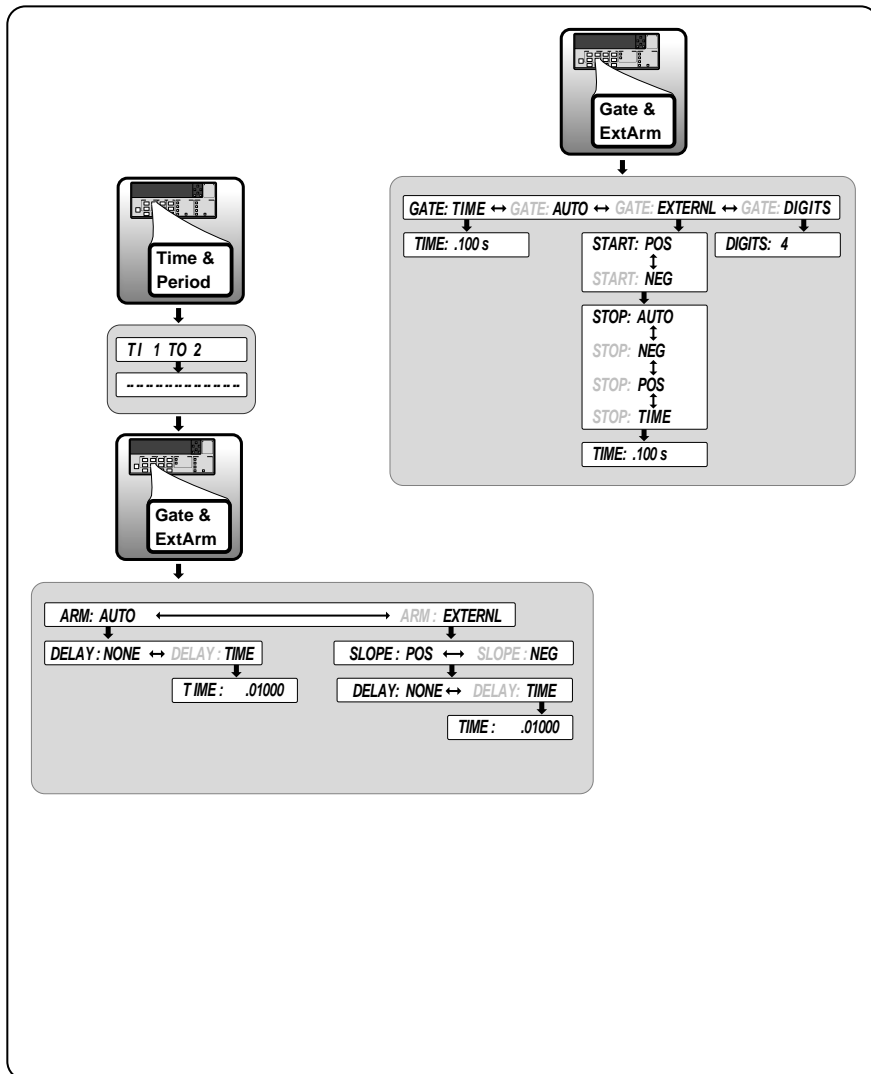 Gate &
ExtArm
GATE: TIME ↔ GATE: AUTO ↔ GATE: EXTERNL ↔ GATE: DIGITS
TIME: .100 s
START: POS
START: NEG
DIGITS: 4
STOP: AUTO
STOP: NEG
STOP: POS
STOP: TIME
TIME: .100 s
Time &
Period
TI 1 TO 2
-------------
Gate &
ExtArm
ARM: AUTO ↔ ARM: EXTERNL
DELAY: NONE ↔ DELAY: TIME
TIME: .01000
SLOPE: POS ↔ SLOPE: NEG
DELAY: NONE ↔ DELAY: TIME
TIME: .01000